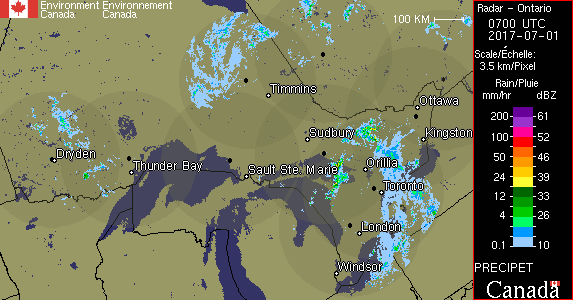 Environment Environnement
Canada Canada
100 KM
Timmins
Ottawa
Sudbury
Kingston
Dryden
Thunder Bay
Sault Ste. Marie
Orillia
Toronto
London
Windsor
Radar - Ontario
0700 UTC
2017-07-01
Scale/Échelle:
3.5 km/Pixel
Rain/Pluie
mm/hr dBZ
200 61
100 52
50 46
24 39
12 33
4 26
0.1 10
PRECIPET
Canada